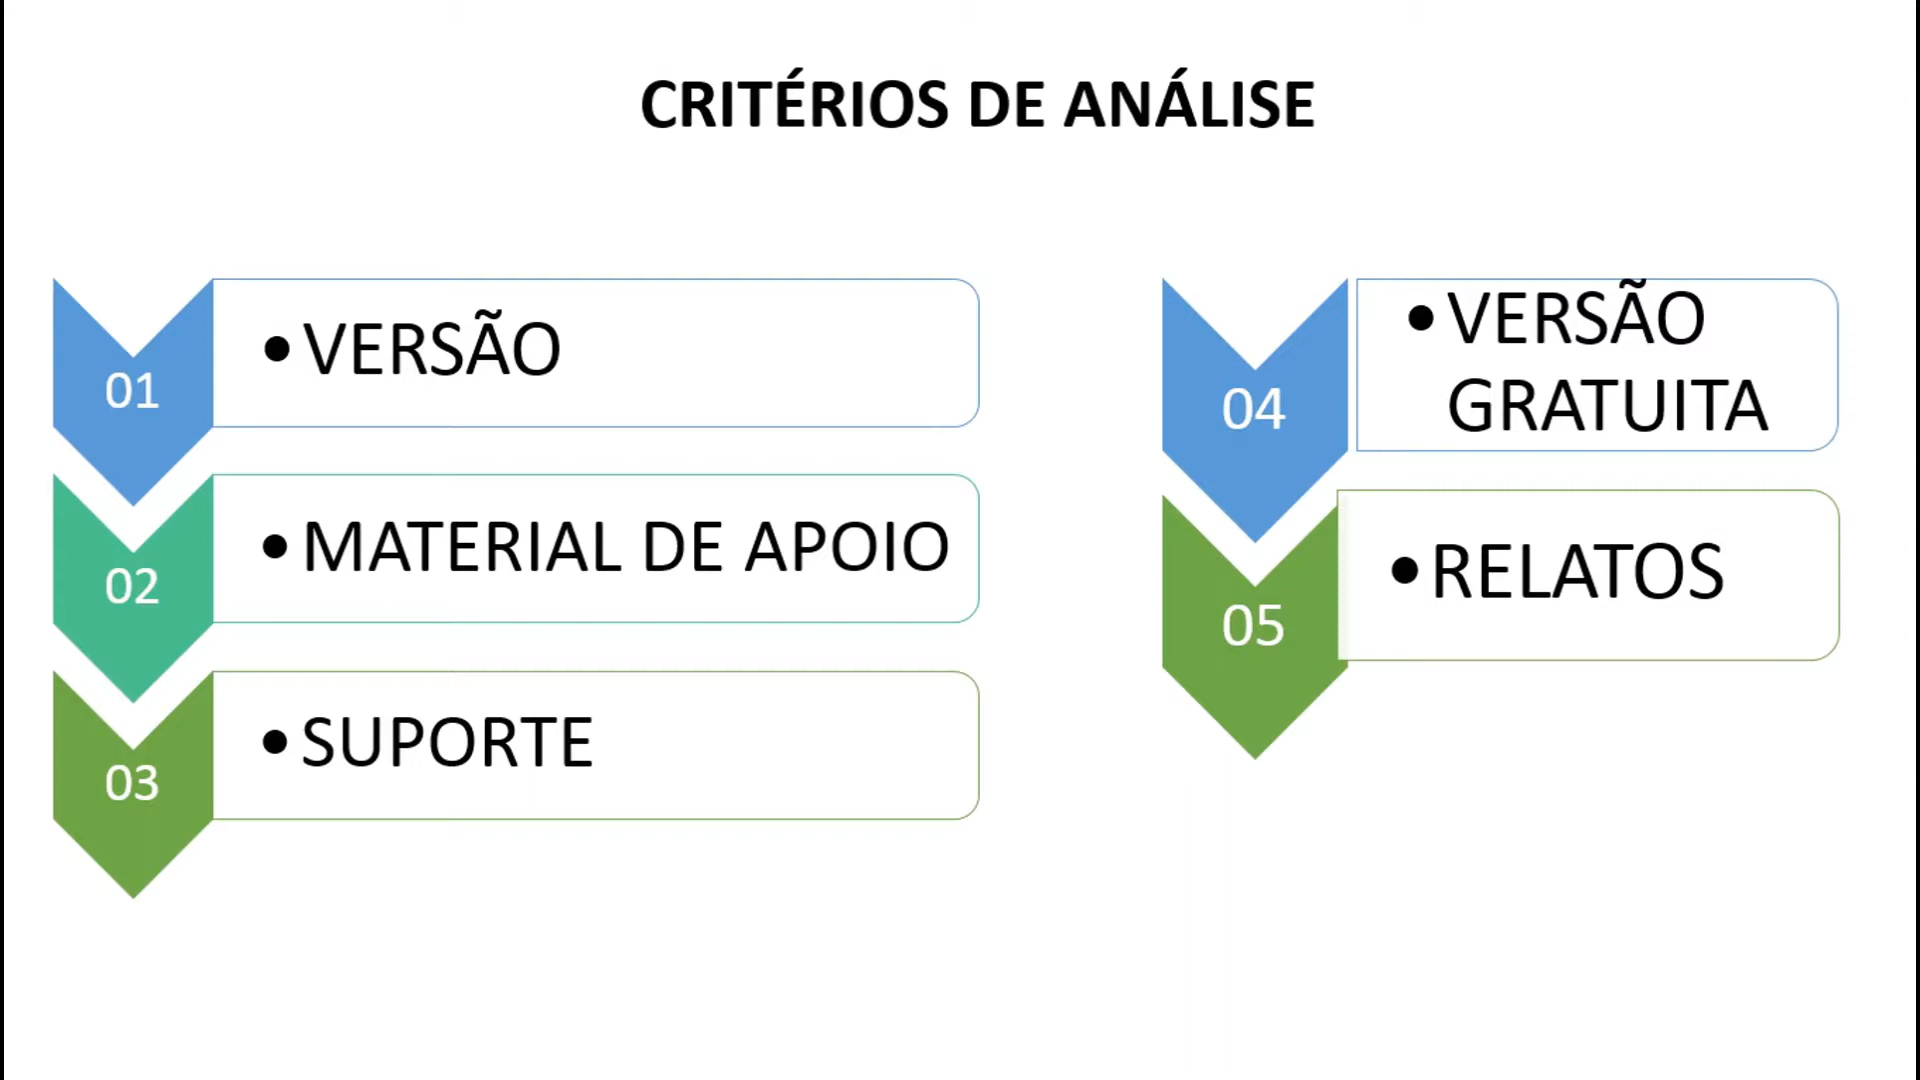 CRITÉRIOS DE ANÁLISE
01
• VERSÃO
02
• MATERIAL DE APOIO
03
• SUPORTE
04
• VERSÃO
GRATUITA
05
• RELATOS